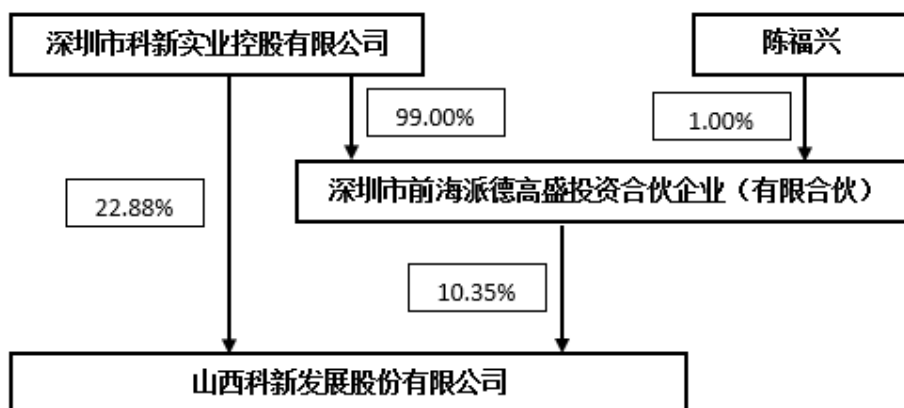 深圳市科新实业控股有限公司
陈福兴
99.00%
1.00%
深圳市前海派德高盛投资合伙企业（有限合伙）
22.88%
10.35%
山西科新发展股份有限公司